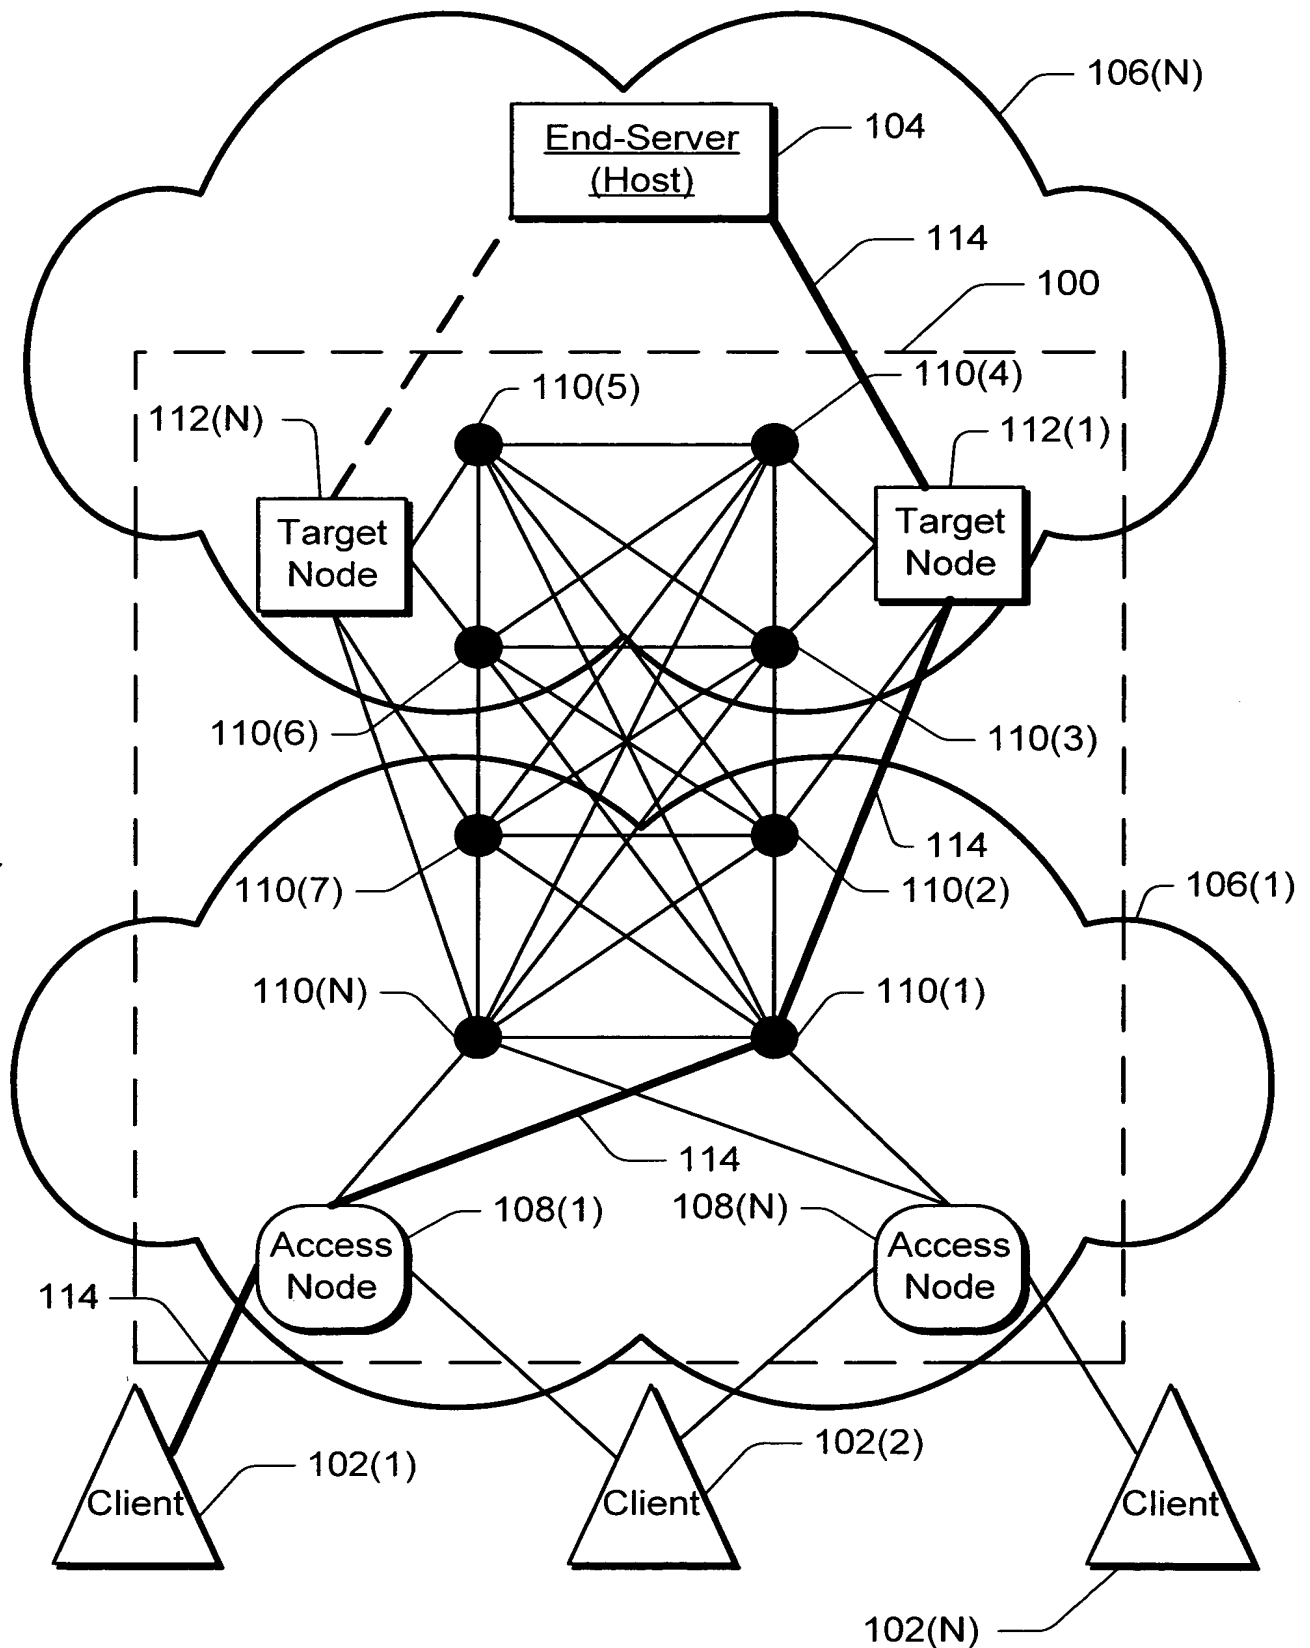 106(N)
End-Server
(Host)
104
114
100
110(5)
110(4)
112(N)
112(1)
Target
Node
Target
Node
110(6)
110(3)
114
110(7)
110(2)
106(1)
110(N)
110(1)
114
108(1)
108(N)
Access
Node
Access
Node
114
102(1)
102(2)
Client
Client
Client
102(N)